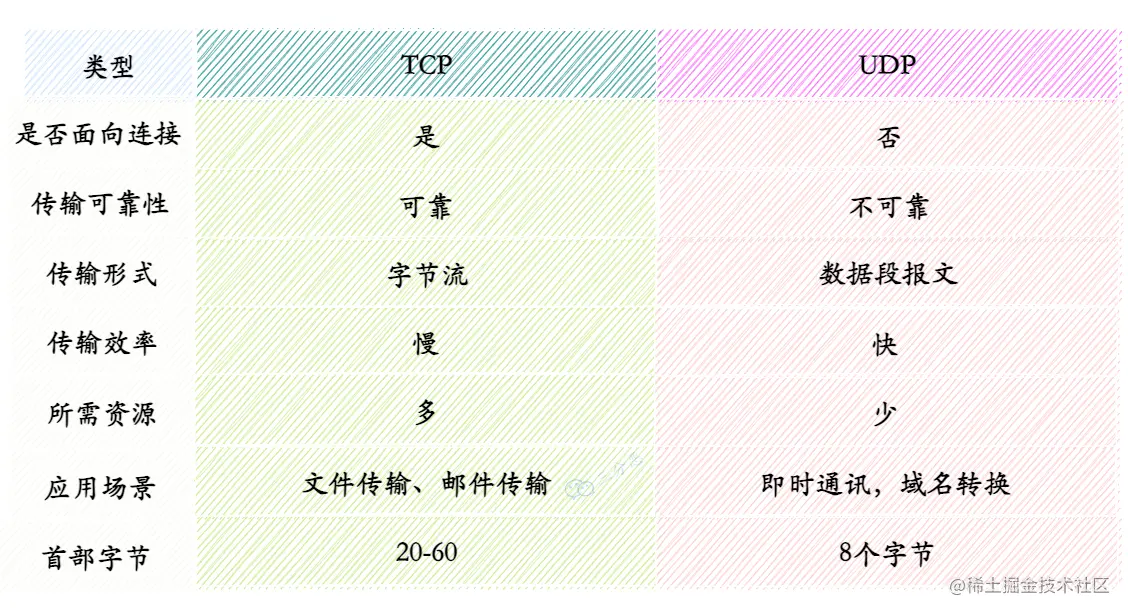 类型 TCP UDP
是否面向连接 是 否
传输可靠性 可靠 不可靠
传输形式 字节流 数据段报文
传输效率 慢 快
所需资源 多 少
应用场景 文件传输、邮件传输 即时通讯，域名转换
三分恶
首部字节 20-60 8个字节
@稀土掘金技术社区